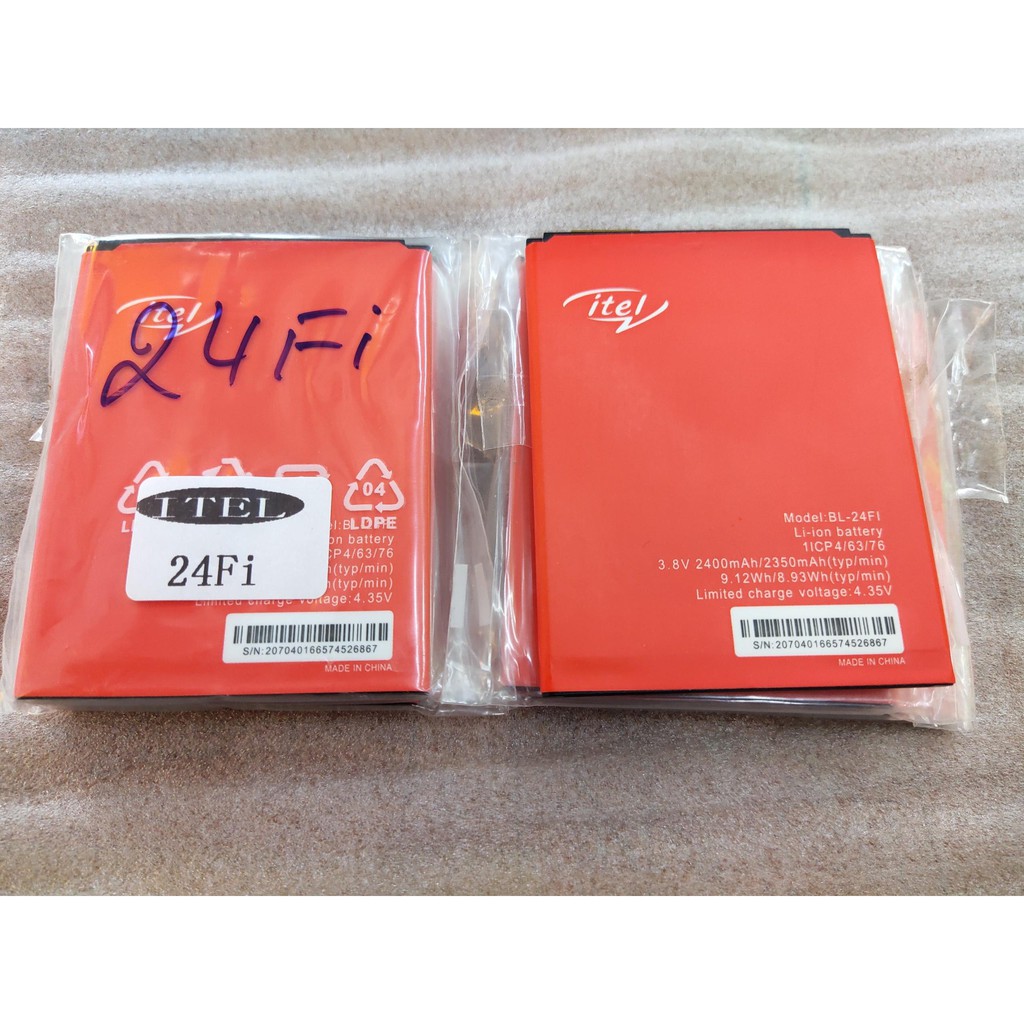 itel
24Fi
04
LDPE
ITEL
24Fi
ion battery
CP4/63/76
(typ/min)
(typ/min)
Limited charge voltage:4.35V
S/N:207040166574526867
MADE IN CHINA
itel
Model:BL-24FI
Li-ion battery
1ICP4/63/76
3.8V 2400mAh/2350mAh(typ/min)
9.12Wh/8.93Wh(typ/min)
Limited charge voltage:4.35V
S/N:207040166574526867
MADE IN CHINA